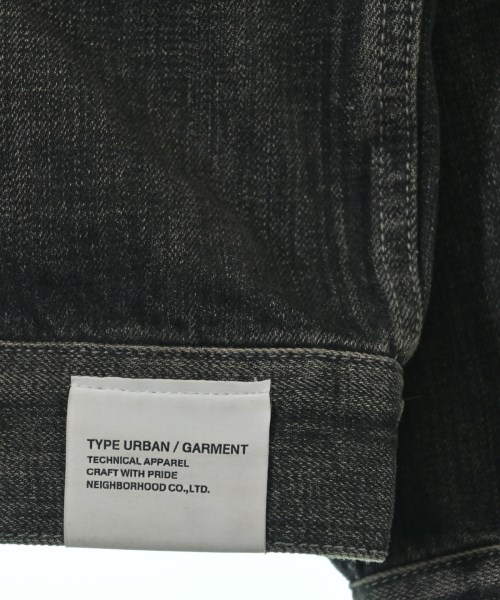 TYPE URBAN / GARMENT
TECHNICAL APPAREL
CRAFT WITH PRIDE
NEIGHBORHOOD CO.,LTD.